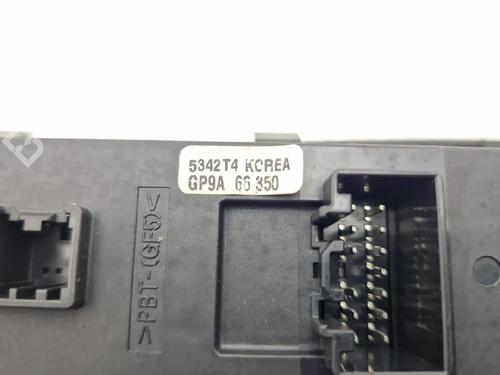 5342T4 KOREA
GP9A 66 350
>PBT-(GF5)<